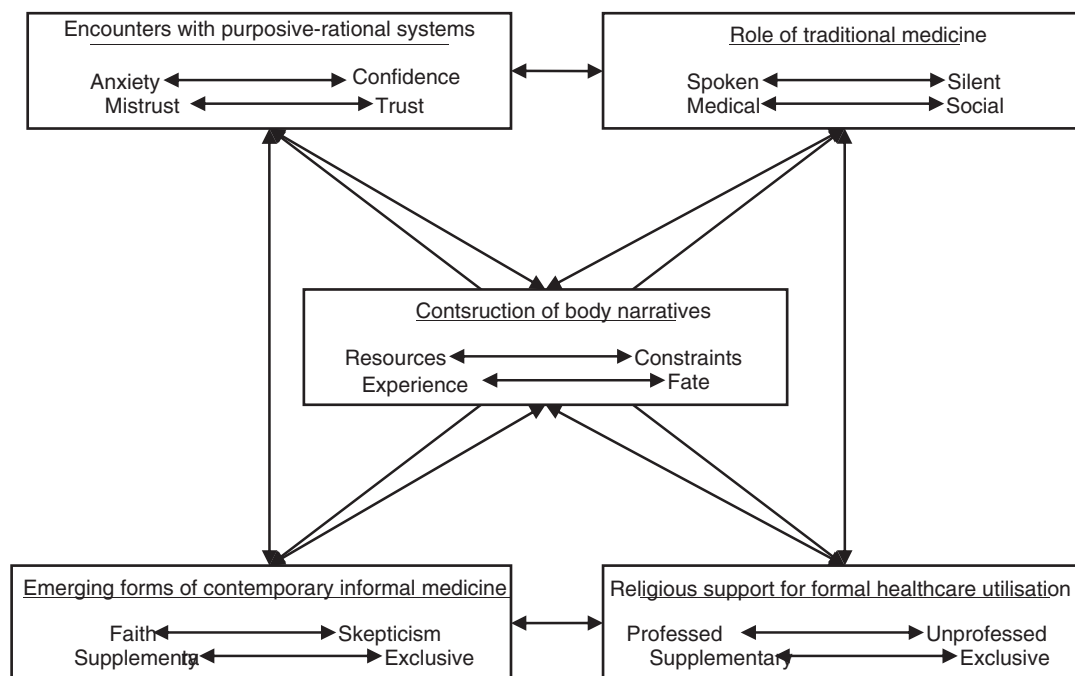 Encounters with purposive-rational systems
Anxiety Confidence
Mistrust Trust
Role of traditional medicine
Spoken Silent
Medical Social
Contsruction of body narratives
Resources Constraints
Experience Fate
Emerging forms of contemporary informal medicine
Faith Skepticism
Supplementa Exclusive
Religious support for formal healthcare utilisation
Professed Unprofessed
Supplementary Exclusive